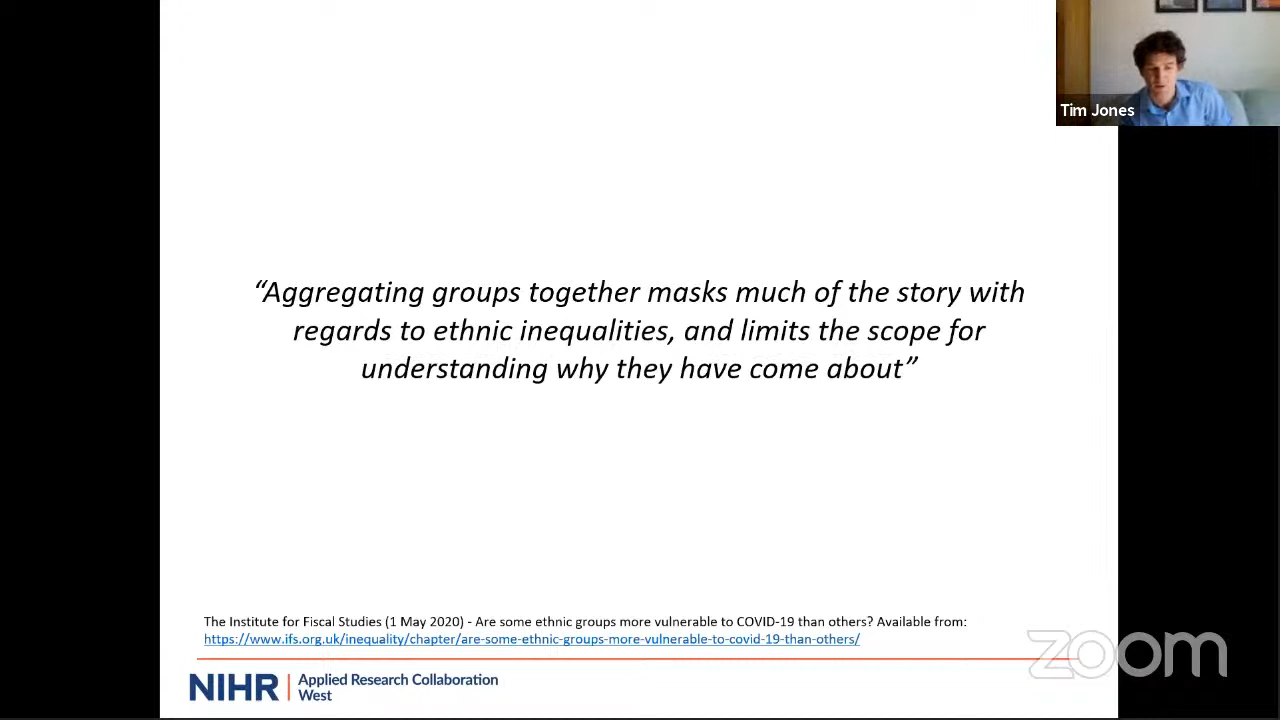 Tim Jones
“Aggregating groups together masks much of the story with
regards to ethnic inequalities, and limits the scope for
understanding why they have come about”
The Institute for Fiscal Studies (1 May 2020) - Are some ethnic groups more vulnerable to COVID-19 than others? Available from:
https://www.ifs.org.uk/inequality/chapter/are-some-ethnic-groups-more-vulnerable-to-covid-19-than-others/
zoom
NIHR
Applied Research Collaboration
West